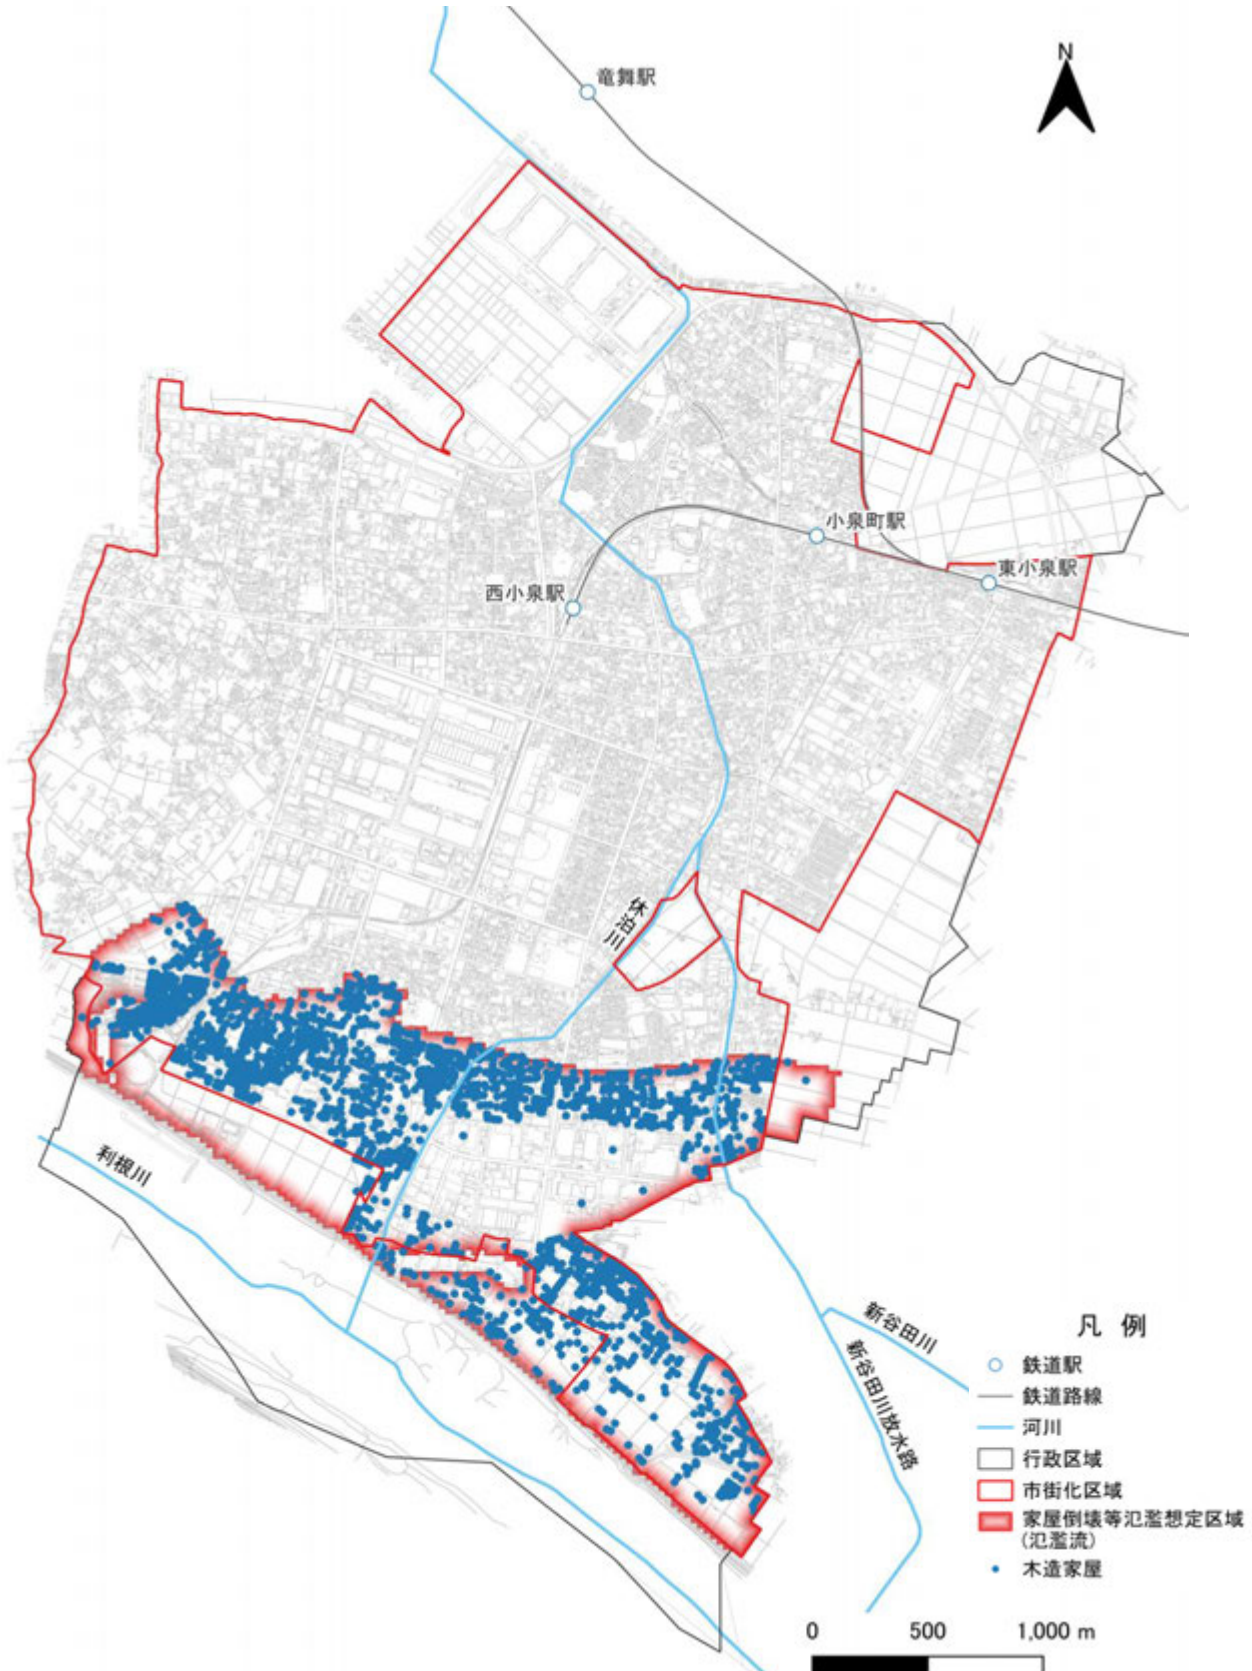 N
竜舞駅
小泉町駅
東小泉駅
西小泉駅
休泊川
利根川
新谷田川
新谷田川放水路
凡 例
鉄道駅
鉄道路線
河川
行政区域
市街化区域
家屋倒壊等氾濫想定区域
(氾濫流)
木造家屋
0 500 1,000 m